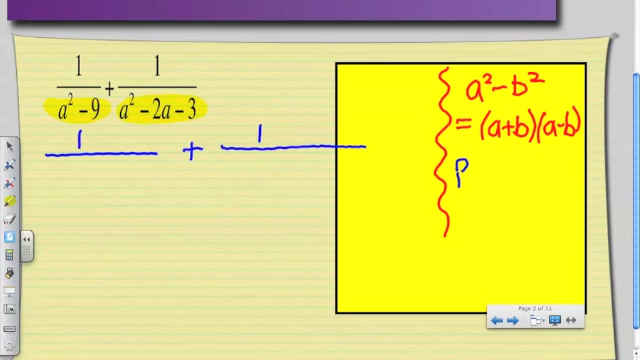 1/(a² − 9) + 1/(a² − 2a − 3)
1 + 1
a² − b²
= (a+b)(a−b)
P
Page 2 of 11